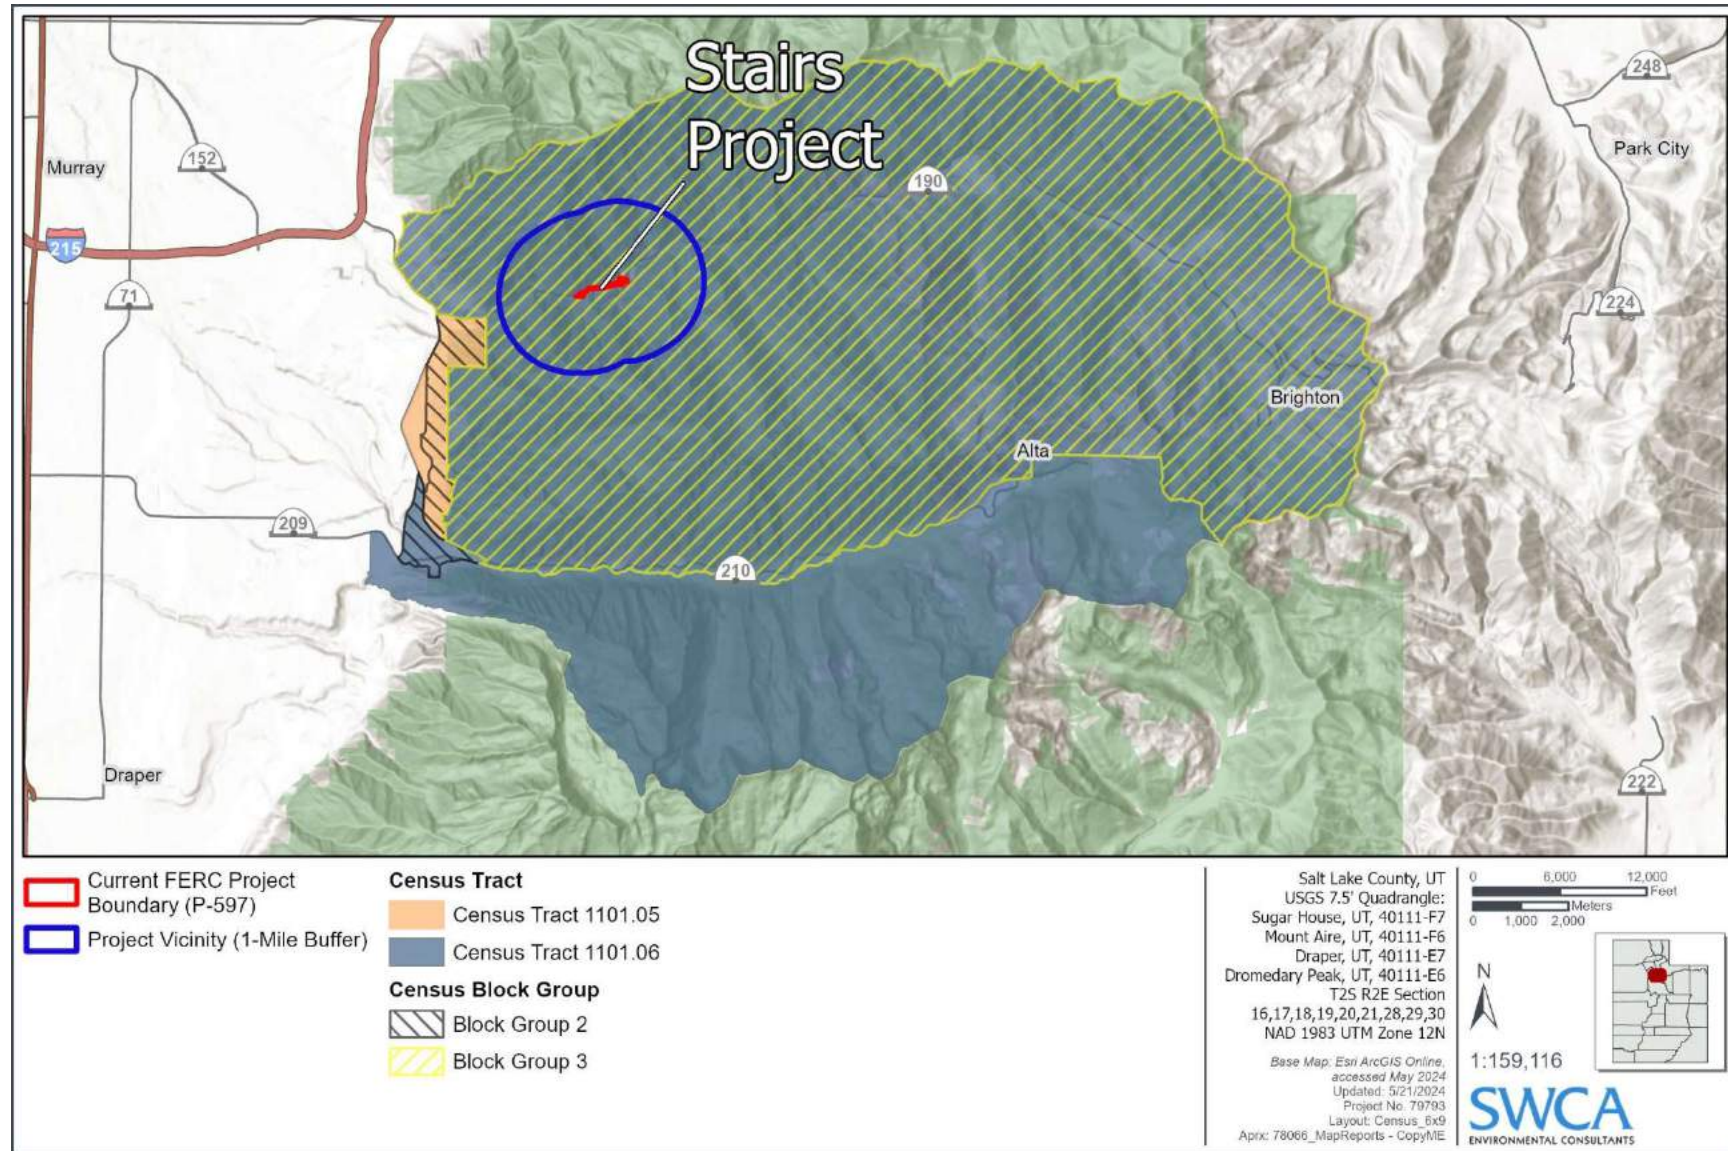 Stairs
Project
248
Park City
152
Murray
190
215
71
224
Brighton
Alta
209
210
Draper
222
Current FERC Project
Boundary (P-597)
Project Vicinity (1-Mile Buffer)
Census Tract
Census Tract 1101.05
Census Tract 1101.06
Census Block Group
Block Group 2
Block Group 3
Salt Lake County, UT
USGS 7.5' Quadrangle:
Sugar House, UT, 40111-F7
Mount Aire, UT, 40111-F6
Draper, UT, 40111-E7
Dromedary Peak, UT, 40111-E6
T2S R2E Section
16,17,18,19,20,21,28,29,30
NAD 1983 UTM Zone 12N
Base Map: Esri ArcGIS Online,
accessed May 2024
Updated: 5/21/2024
Project No. 79793
Layout: Census_6x9
Aprx: 78066_MapReports - CopyME
0 6,000 12,000
Feet
Meters
0 1,000 2,000
N
1:159,116
SWCA
ENVIRONMENTAL CONSULTANTS